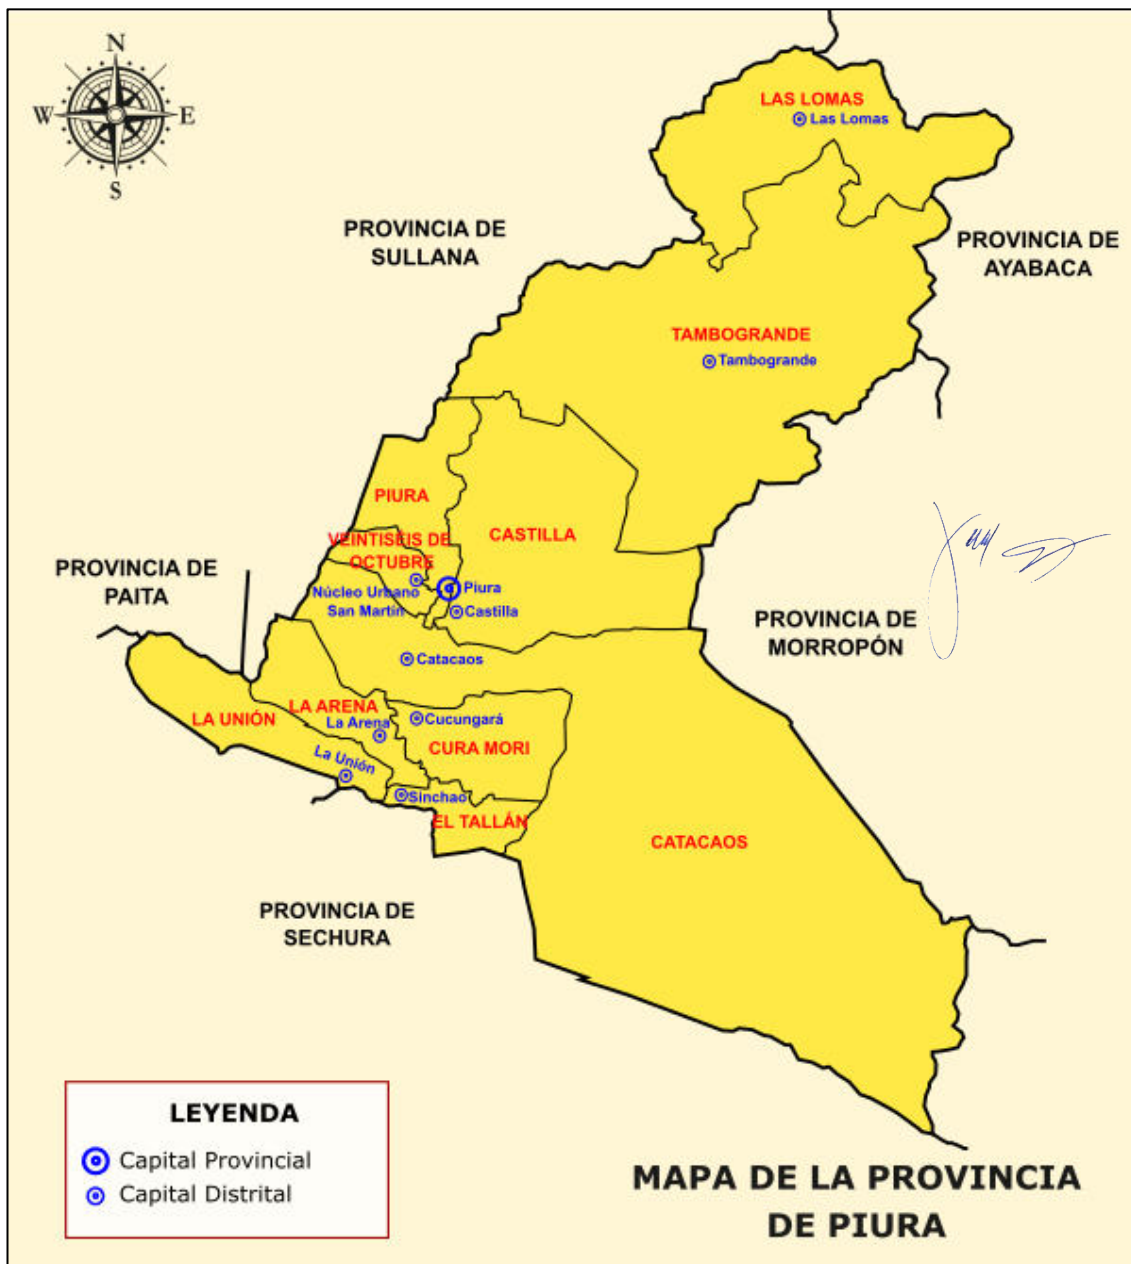 N
W E
S
LAS LOMAS
Las Lomas
PROVINCIA DE
SULLANA
PROVINCIA DE
AYABACA
TAMBOGRANDE
Tambogrande
PIURA
CASTILLA
VEINTISÉIS DE
OCTUBRE
PROVINCIA DE
PAITA
Núcleo Urbano
San Martín
Piura
Castilla
PROVINCIA DE
MORROPÓN
Catacaos
LA UNIÓN
LA ARENA
La Arena
Cucungará
CURA MORI
La Unión
Sinchao
EL TALLÁN
CATACAOS
PROVINCIA DE
SECHURA
LEYENDA
Capital Provincial
Capital Distrital
MAPA DE LA PROVINCIA
DE PIURA